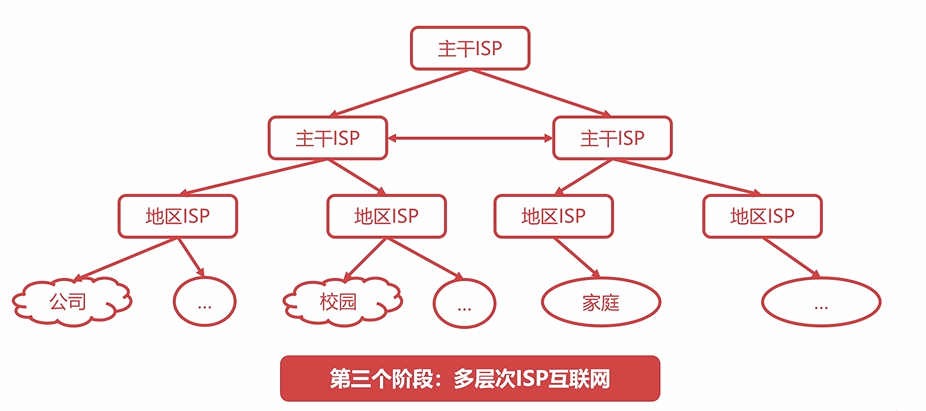 主干ISP
主干ISP
主干ISP
地区ISP
地区ISP
地区ISP
地区ISP
公司
...
校园
...
家庭
...
第三个阶段：多层次ISP互联网